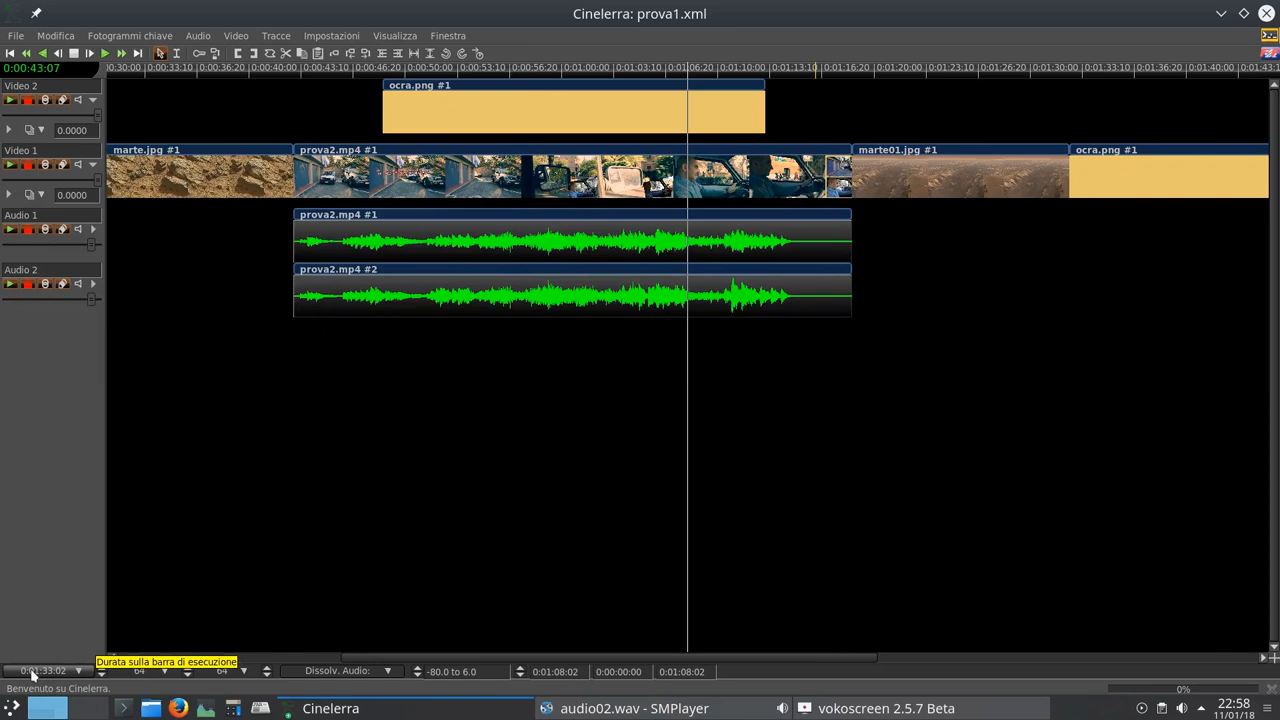 Cinelerra: prova1.xml
File Modifica Fotogrammi chiave Audio Video Tracce Impostazioni Visualizza Finestra
0:00:43:07
0:00:30:00 0:00:33:10 0:00:36:20 0:00:40:00 0:00:43:10 0:00:46:20 0:00:50:00 0:00:53:10 0:00:56:20 0:01:00:00 0:01:03:10 0:01:06:20 0:01:10:00 0:01:13:10 0:01:16:20 0:01:20:00 0:01:23:10 0:01:26:20 0:01:30:00 0:01:33:10 0:01:36:20 0:01:40:00 0:01:43:1
Video 2
ocra.png #1
0.0000
Video 1
marte.jpg #1
prova2.mp4 #1
marte01.jpg #1
ocra.png #1
0.0000
Audio 1
prova2.mp4 #1
Audio 2
prova2.mp4 #2
Durata sulla barra di esecuzione
0:01:33:02 64 64 Dissolv. Audio: -80.0 to 6.0 0:01:08:02 0:00:00:00 0:01:08:02
Benvenuto su Cinelerra.
0%
Cinelerra
audio02.wav - SMPlayer
vokoscreen 2.5.7 Beta
22:58
11/01/18